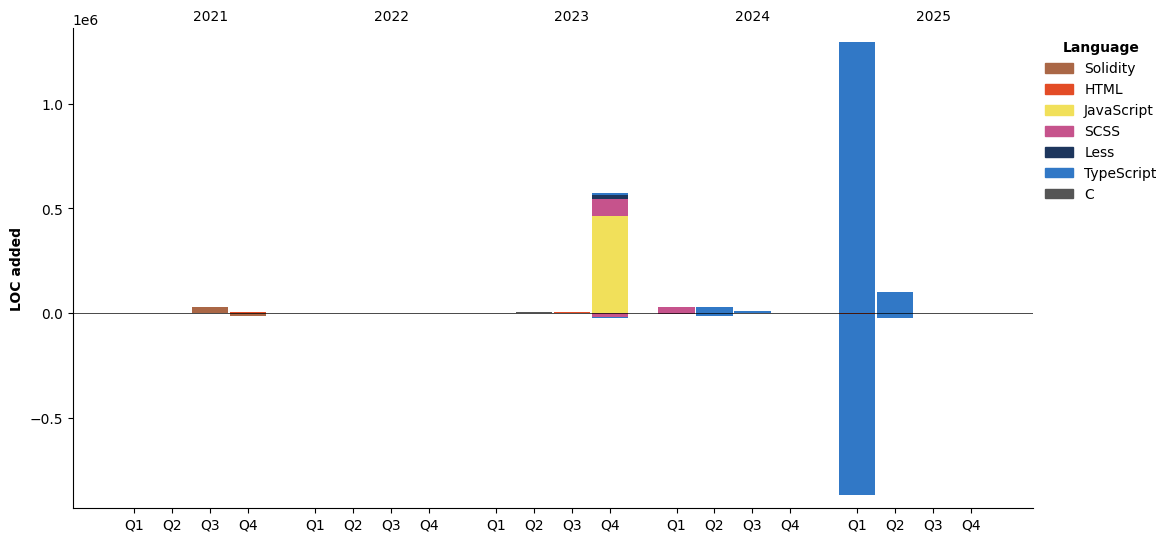 1e6
2021 2022 2023 2024 2025
Language
Solidity
HTML
JavaScript
SCSS
Less
TypeScript
C
LOC added
1.0
0.5
0.0
−0.5
Q1 Q2 Q3 Q4 Q1 Q2 Q3 Q4 Q1 Q2 Q3 Q4 Q1 Q2 Q3 Q4 Q1 Q2 Q3 Q4